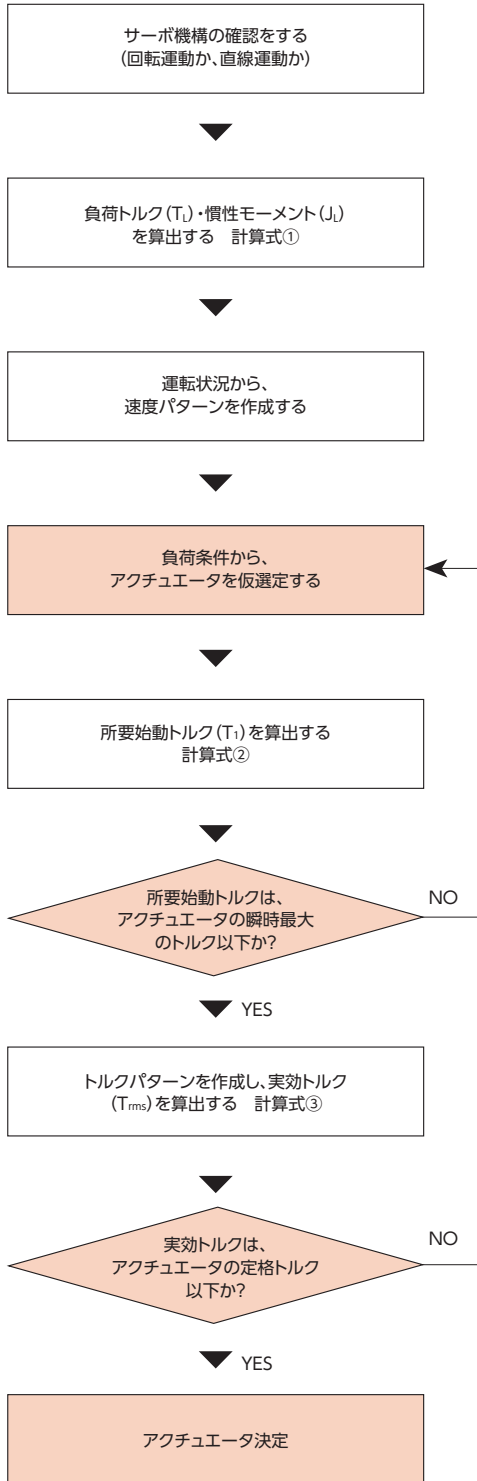 サーボ機構の確認をする
(回転運動か、直線運動か)
負荷トルク(TL)・慣性モーメント(JL)
を算出する　計算式①
運転状況から、
速度パターンを作成する
負荷条件から、
アクチュエータを仮選定する
所要始動トルク(T1)を算出する
計算式②
所要始動トルクは、
アクチュエータの瞬時最大
のトルク以下か?
NO
YES
トルクパターンを作成し、実効トルク
(Trms)を算出する　計算式③
実効トルクは、
アクチュエータの定格トルク
以下か?
NO
YES
アクチュエータ決定